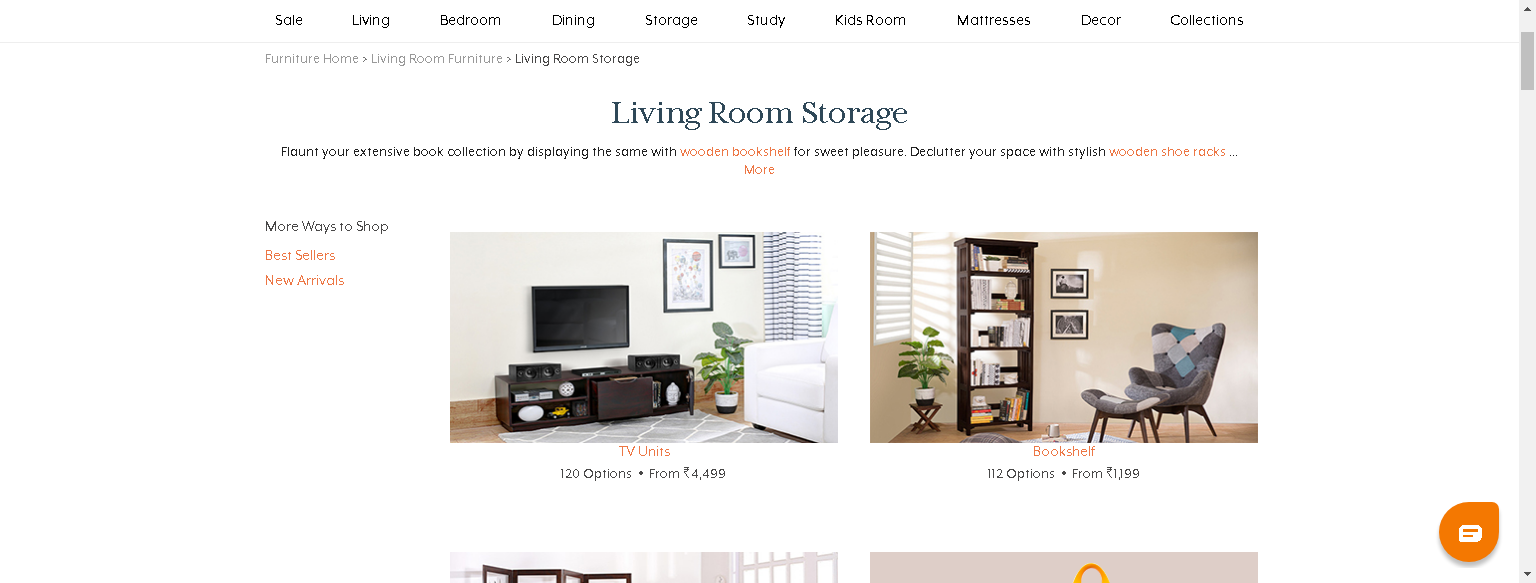 Sale Living Bedroom Dining Storage Study Kids Room Mattresses Decor Collections
Furniture Home > Living Room Furniture > Living Room Storage
Living Room Storage
Flaunt your extensive book collection by displaying the same with wooden bookshelf for sweet pleasure. Declutter your space with stylish wooden shoe racks ...
More
More Ways to Shop
Best Sellers
New Arrivals
TV Units
120 Options • From ₹4,499
Bookshelf
112 Options • From ₹1,199